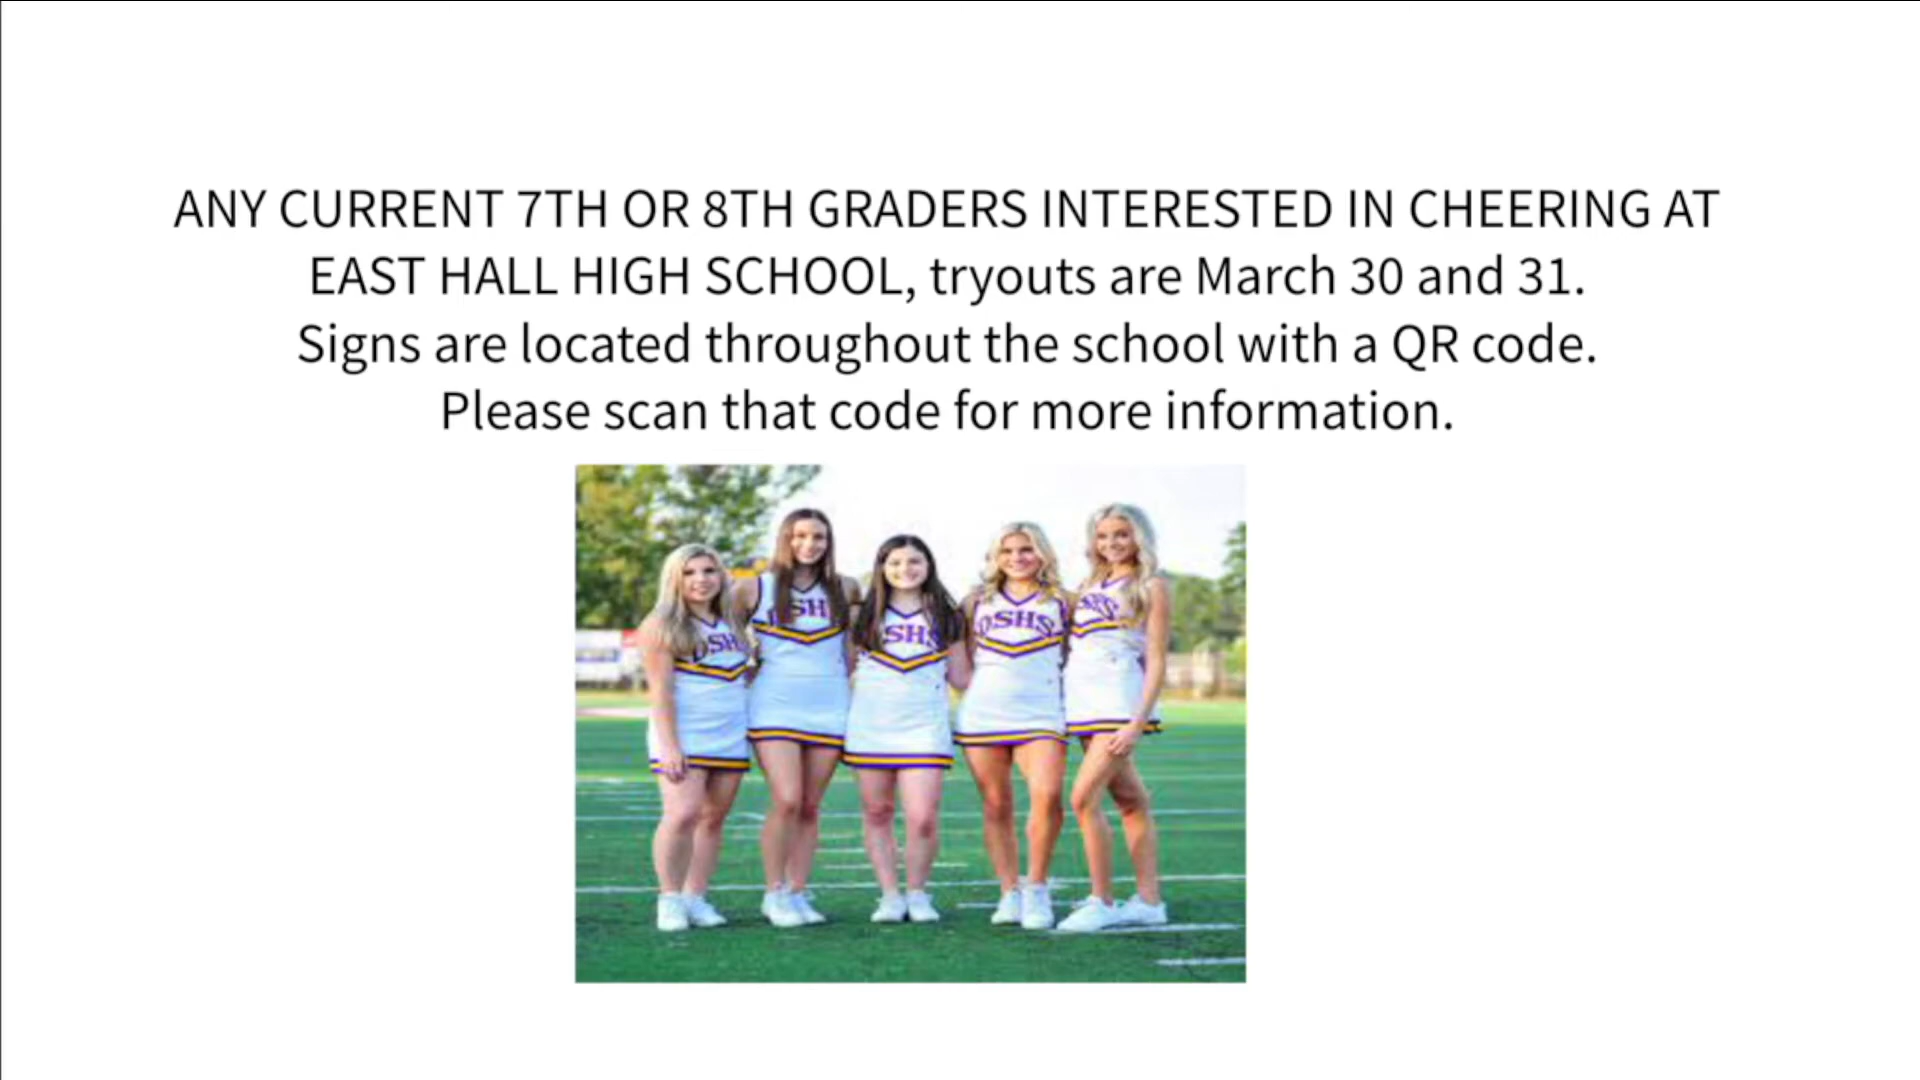 ANY CURRENT 7TH OR 8TH GRADERS INTERESTED IN CHEERING AT
EAST HALL HIGH SCHOOL, tryouts are March 30 and 31.
Signs are located throughout the school with a QR code.
Please scan that code for more information.
DSHS